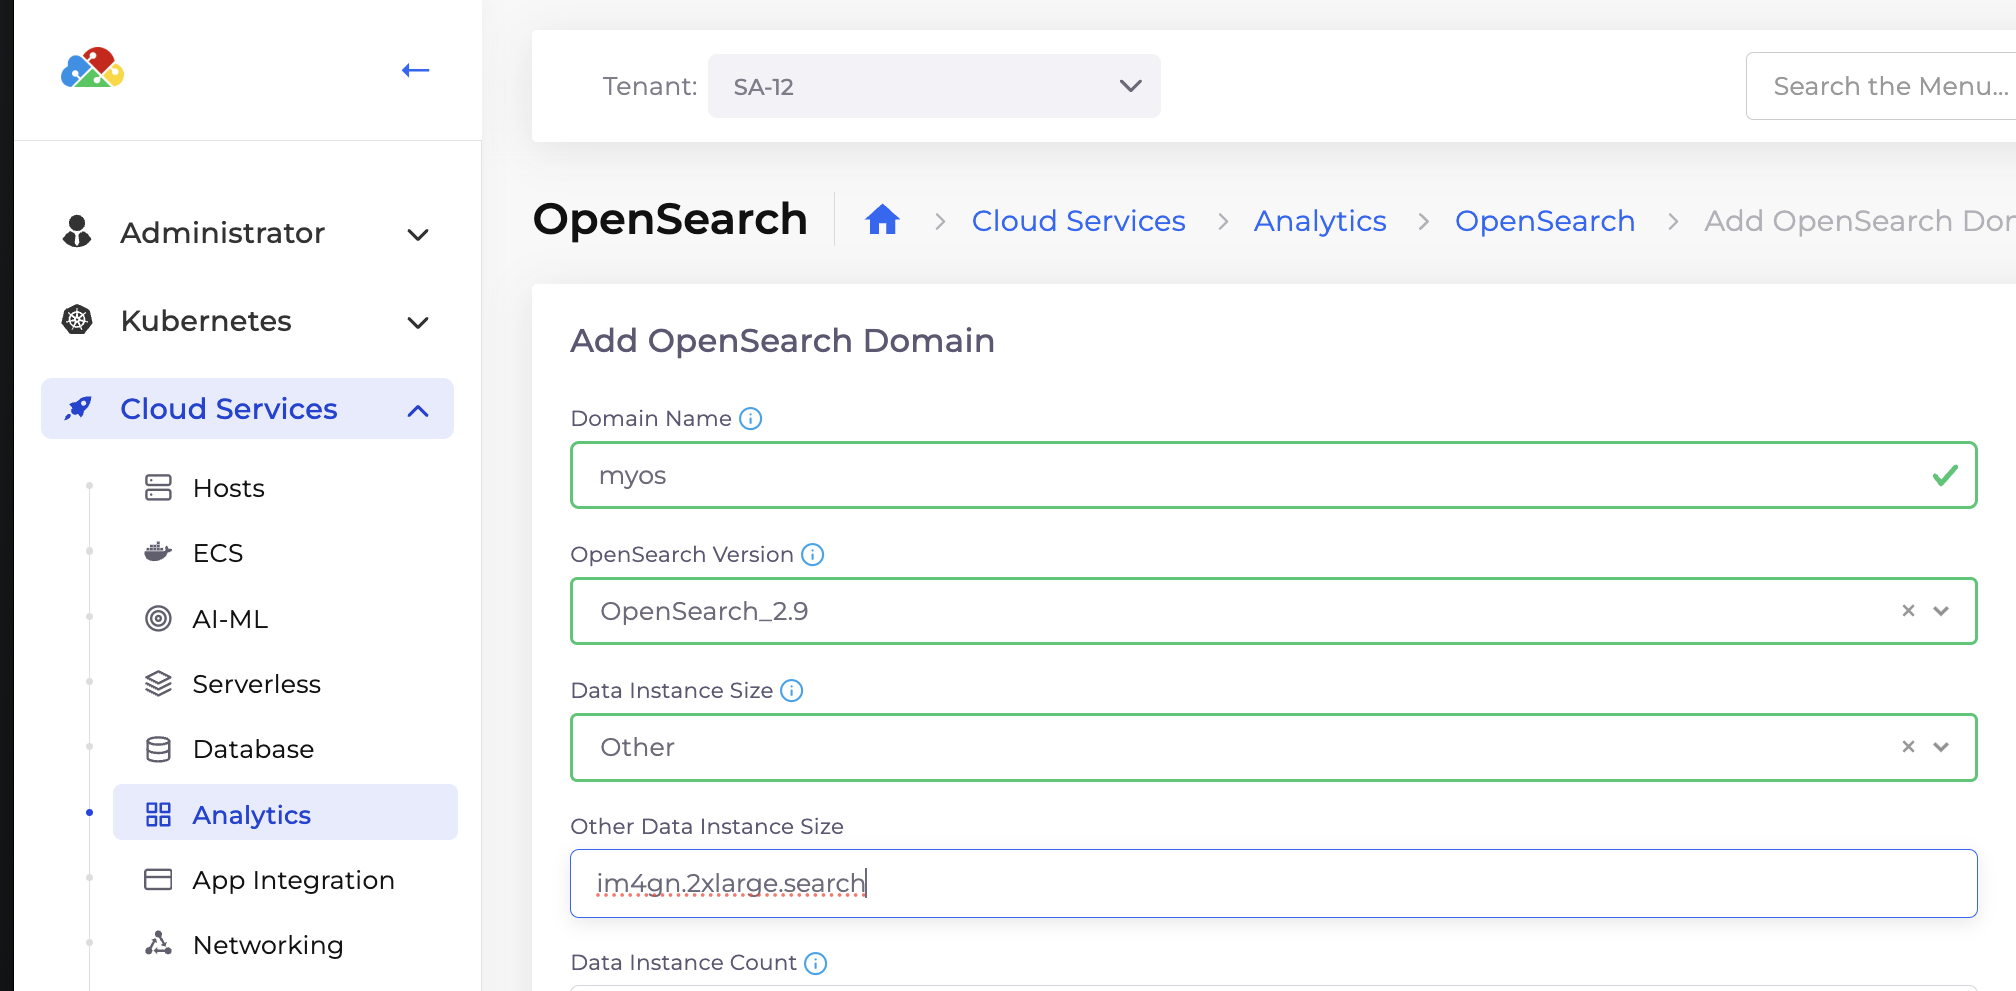 Tenant: SA-12
Search the Menu...
Administrator
Kubernetes
Cloud Services
Hosts
ECS
AI-ML
Serverless
Database
Analytics
App Integration
Networking
OpenSearch
Cloud Services > Analytics > OpenSearch > Add OpenSearch
Add OpenSearch Domain
Domain Name
myos
OpenSearch Version
OpenSearch_2.9
Data Instance Size
Other
Other Data Instance Size
im4gn.2xlarge.search
Data Instance Count